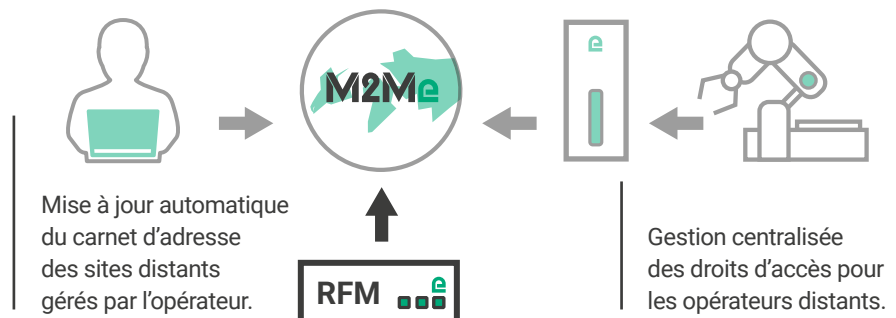 M2Me
Mise à jour automatique
du carnet d’adresse
des sites distants
gérés par l’opérateur.
RFM e
e
Gestion centralisée
des droits d’accès pour
les opérateurs distants.